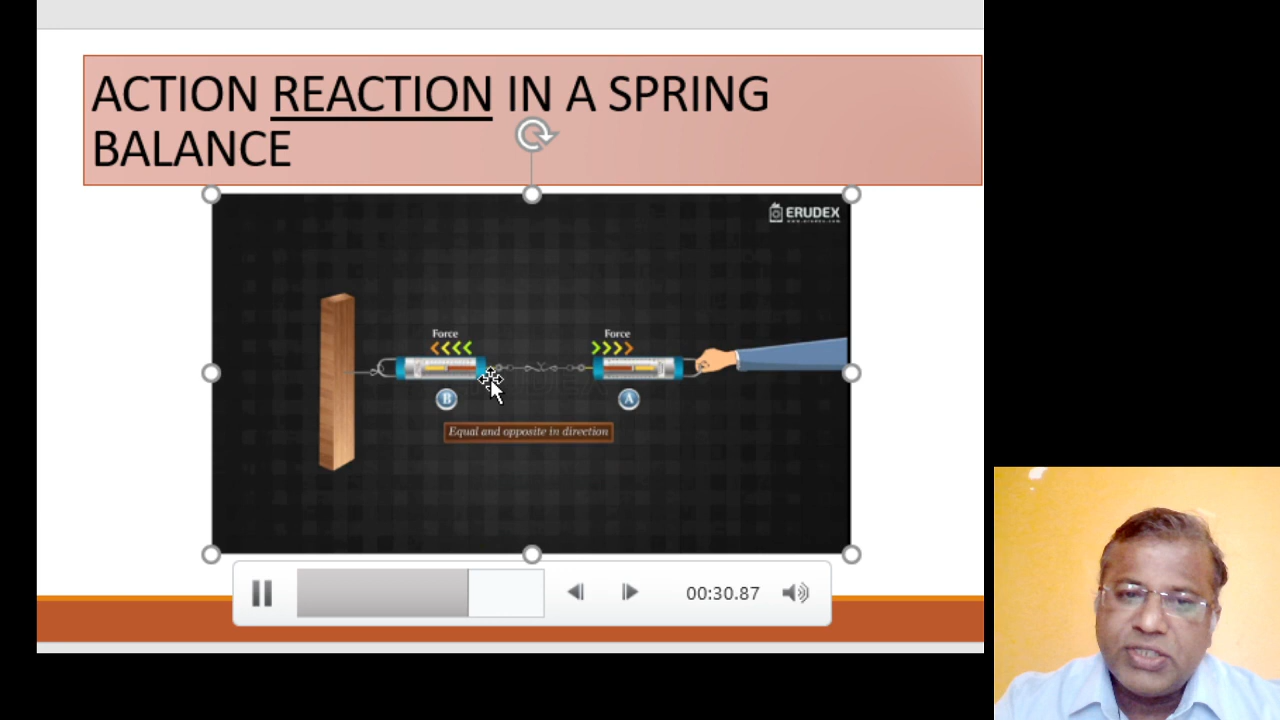 ACTION REACTION IN A SPRING
BALANCE
ERUDEX
Force
Force
B
A
Equal and opposite in direction
00:30.87